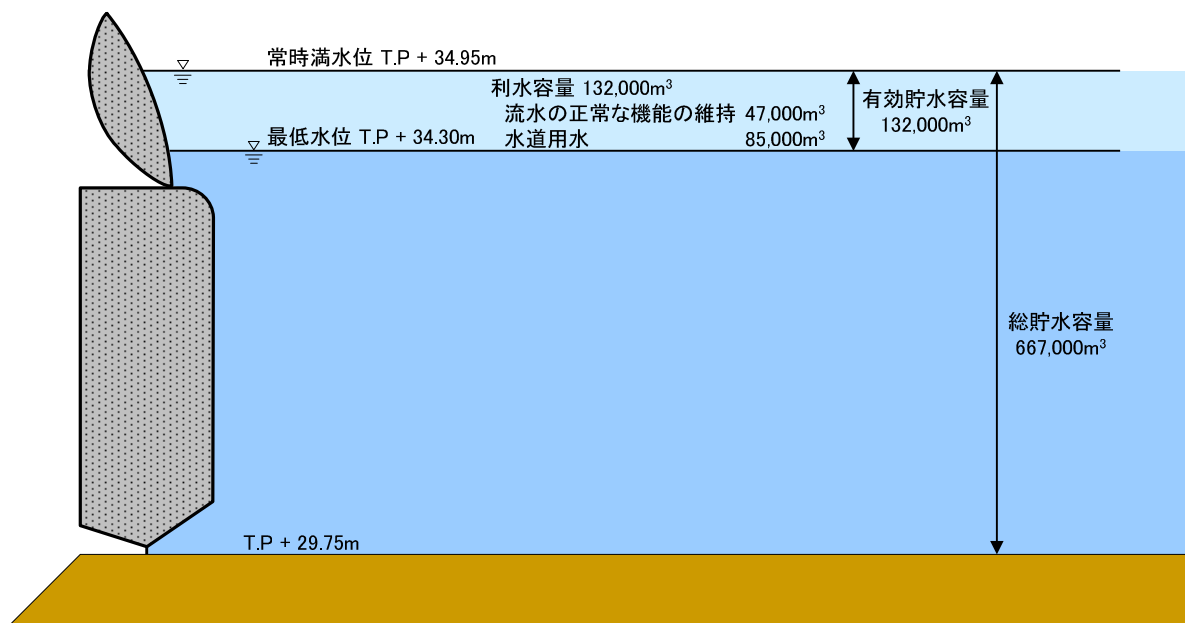 常時満水位 T.P + 34.95m
利水容量 132,000m³
流水の正常な機能の維持 47,000m³
水道用水 85,000m³
有効貯水容量
132,000m³
最低水位 T.P + 34.30m
総貯水容量
667,000m³
T.P + 29.75m